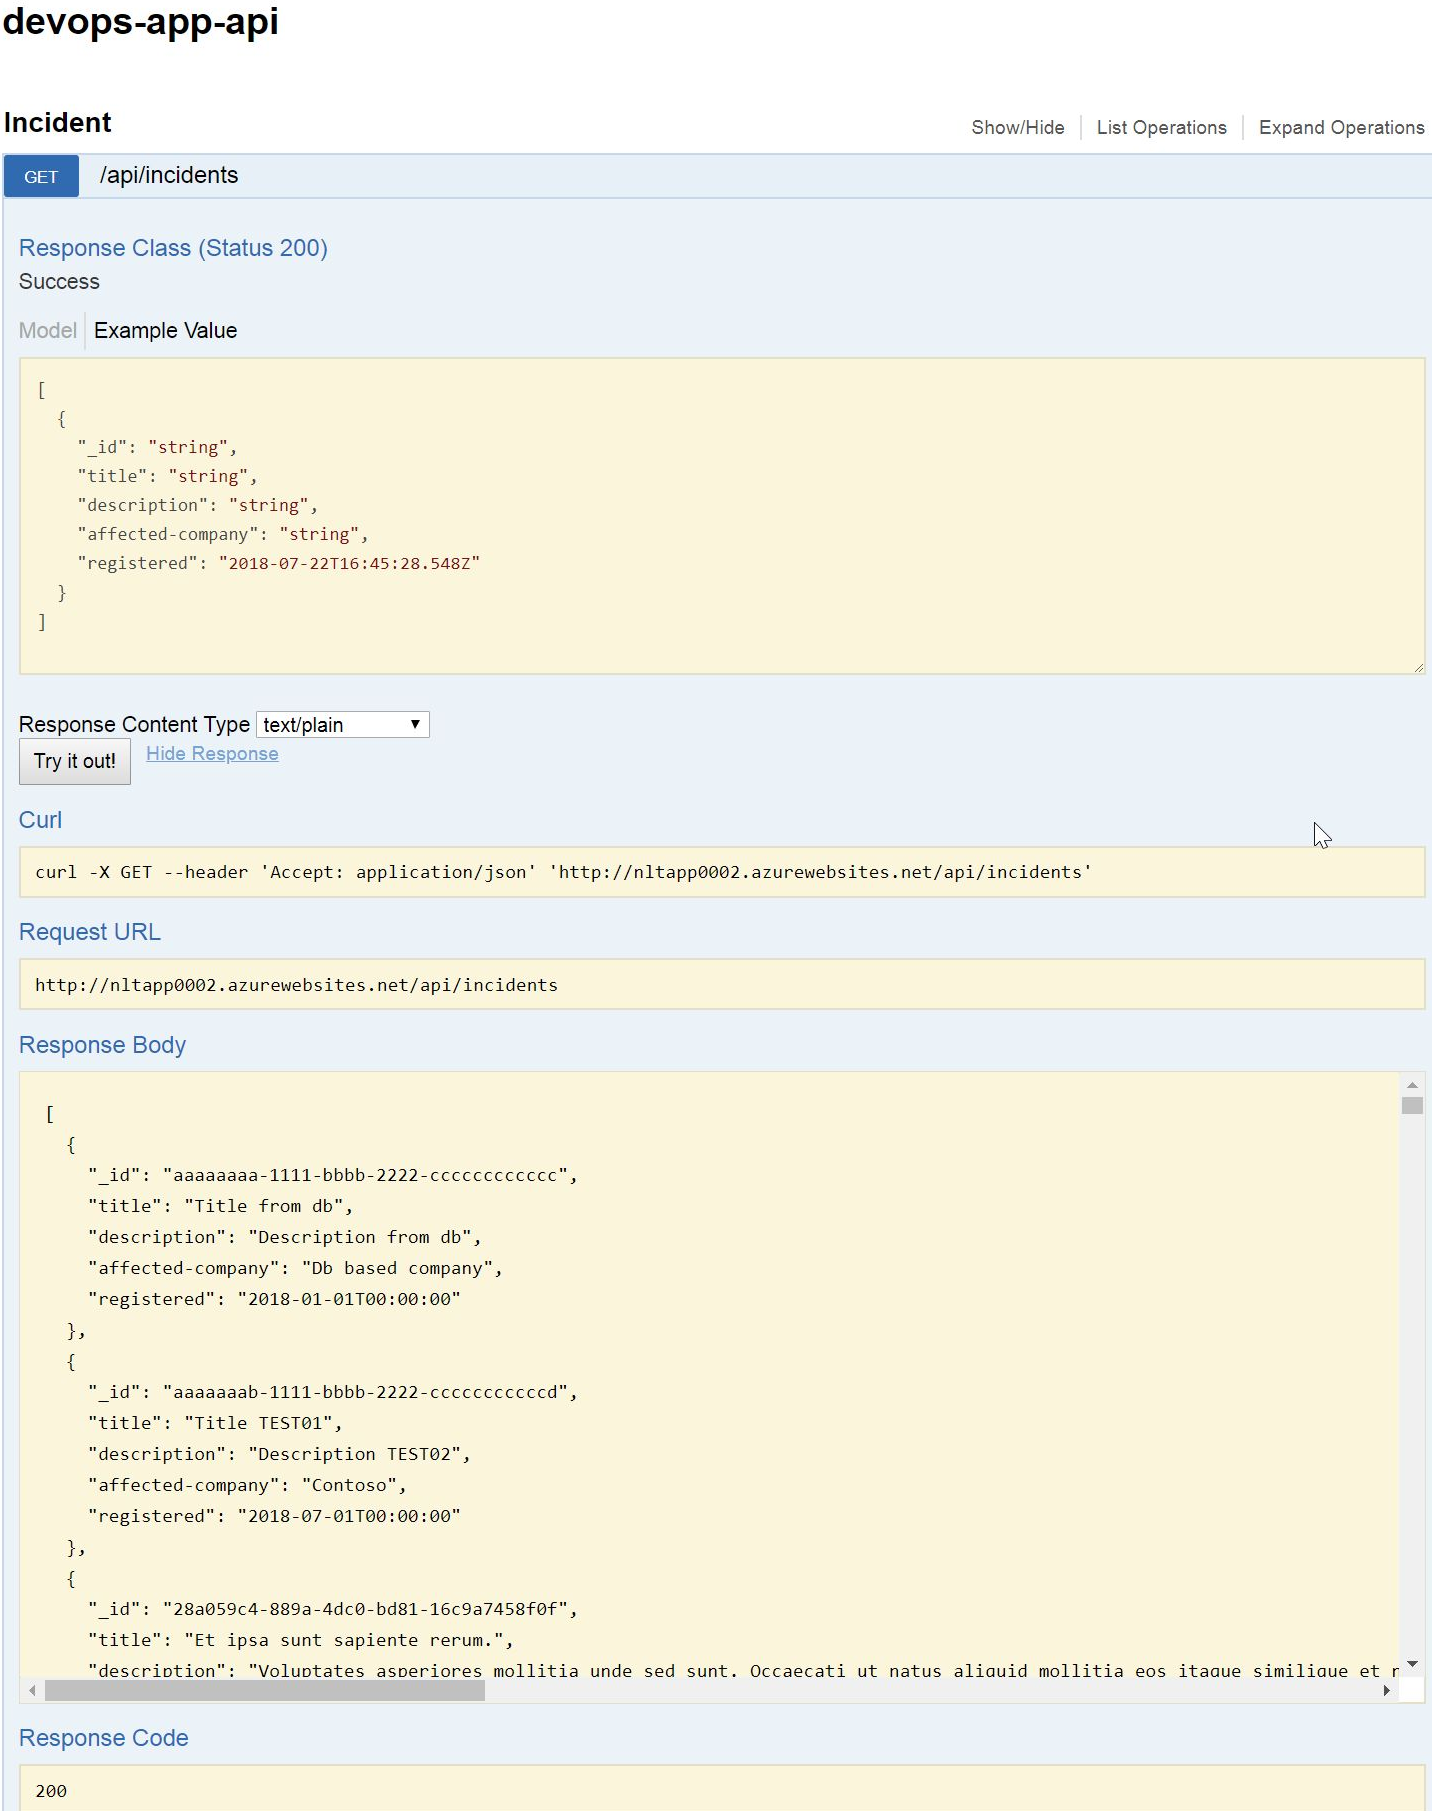 devops-app-api
Incident
Show/Hide
List Operations
Expand Operations
GET
/api/incidents
Response Class (Status 200)
Success
Model
Example Value
[
{
"_id": "string",
"title": "string",
"description": "string",
"affected-company": "string",
"registered": "2018-07-22T16:45:28.548Z"
}
]
Response Content Type text/plain
Try it out!
Hide Response
Curl
curl -X GET --header 'Accept: application/json' 'http://nltapp0002.azurewebsites.net/api/incidents'
Request URL
http://nltapp0002.azurewebsites.net/api/incidents
Response Body
[
{
"_id": "aaaaaaaa-1111-bbbb-2222-cccccccccccc",
"title": "Title from db",
"description": "Description from db",
"affected-company": "Db based company",
"registered": "2018-01-01T00:00:00"
},
{
"_id": "aaaaaaab-1111-bbbb-2222-cccccccccccd",
"title": "Title TEST01",
"description": "Description TEST02",
"affected-company": "Contoso",
"registered": "2018-07-01T00:00:00"
},
{
"_id": "28a059c4-889a-4dc0-bd81-16c9a7458f0f",
"title": "Et ipsa sunt sapiente rerum.",
"description": "Voluptates asperiores mollitia unde sed sunt. Occaecati ut natus aliquid mollitia eos itaque similique et
Response Code
200